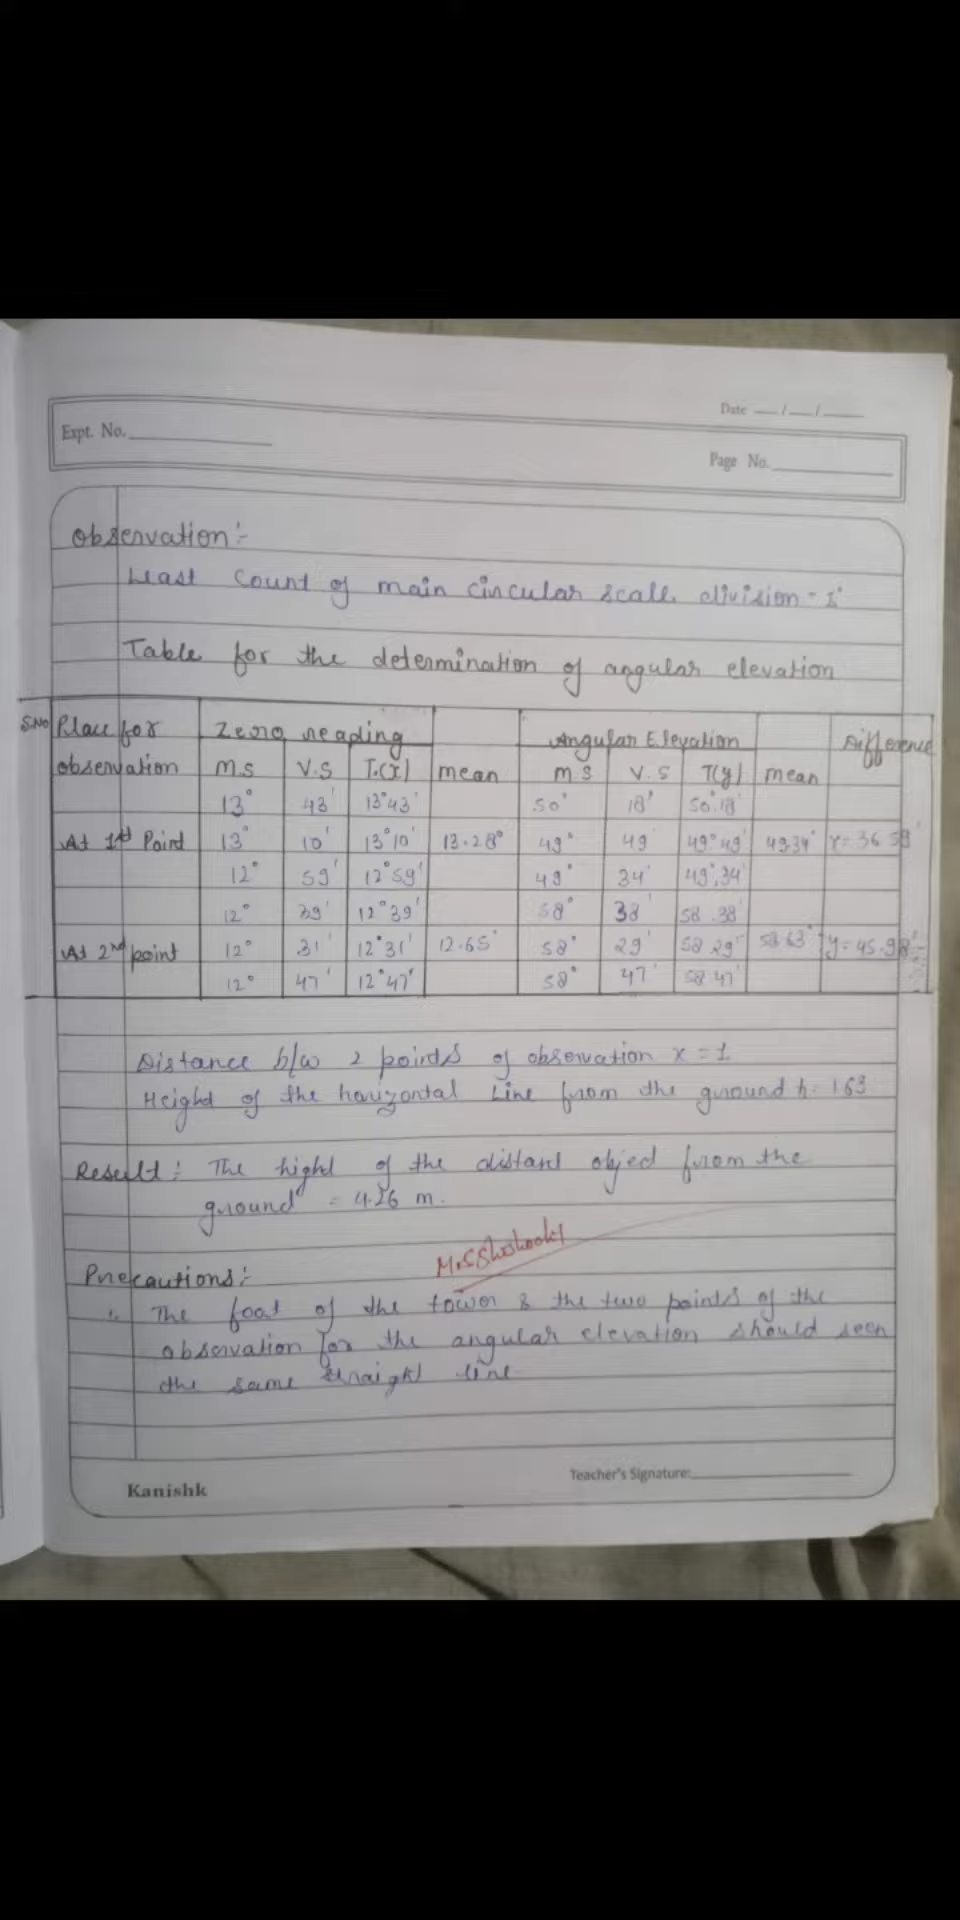 Date __/__/____
Expt. No.
Page No.
Observation :-
Least Count of main circular scale division - 1°
Table for the determination of angular elevation
S.No Place for observation Zero reading mean Angular Elevation mean Difference
M.S V.S T.(x) M.S V.S T(y)
13° 43' 13°43' 50° 18' 50°.18'
At 1st Point 13° 10' 13°10' 13.28° 49° 49 49°49' 49.34° Y = 36.58'
12° 59' 12°59' 49° 34' 49°.34'
12° 39' 12°39' 58° 38' 58.38'
At 2nd point 12° 31' 12°31' 12.65° 58° 29' 58.29' 58.63° y = 45.98'
12° 47' 12°47' 58° 47' 58.47'
Distance b/w 2 points of observation x = 1
Height of the horizontal Line from the ground h = 163
Result : The hight of the distant objed from the
ground = 4.26 m.
Precautions :-
1. The foat of the tower & the two points of the
observation for the angular elevation should seen
the same straight line
Kanishk
Teacher's Signature: